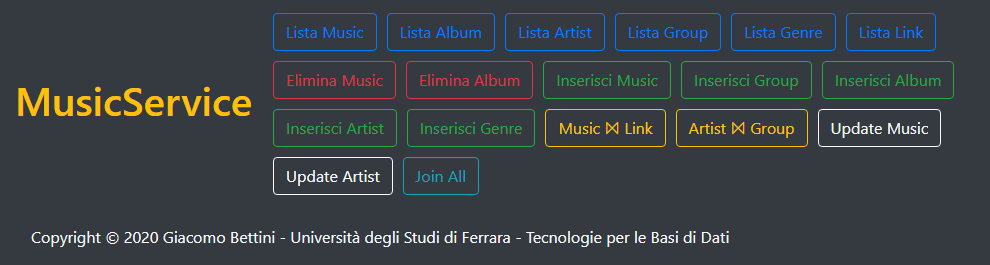 Lista Music Lista Album Lista Artist Lista Group Lista Genre Lista Link
Elimina Music Elimina Album Inserisci Music Inserisci Group Inserisci Album
MusicService
Inserisci Artist Inserisci Genre Music ⋈ Link Artist ⋈ Group Update Music
Update Artist Join All
Copyright © 2020 Giacomo Bettini - Università degli Studi di Ferrara - Tecnologie per le Basi di Dati